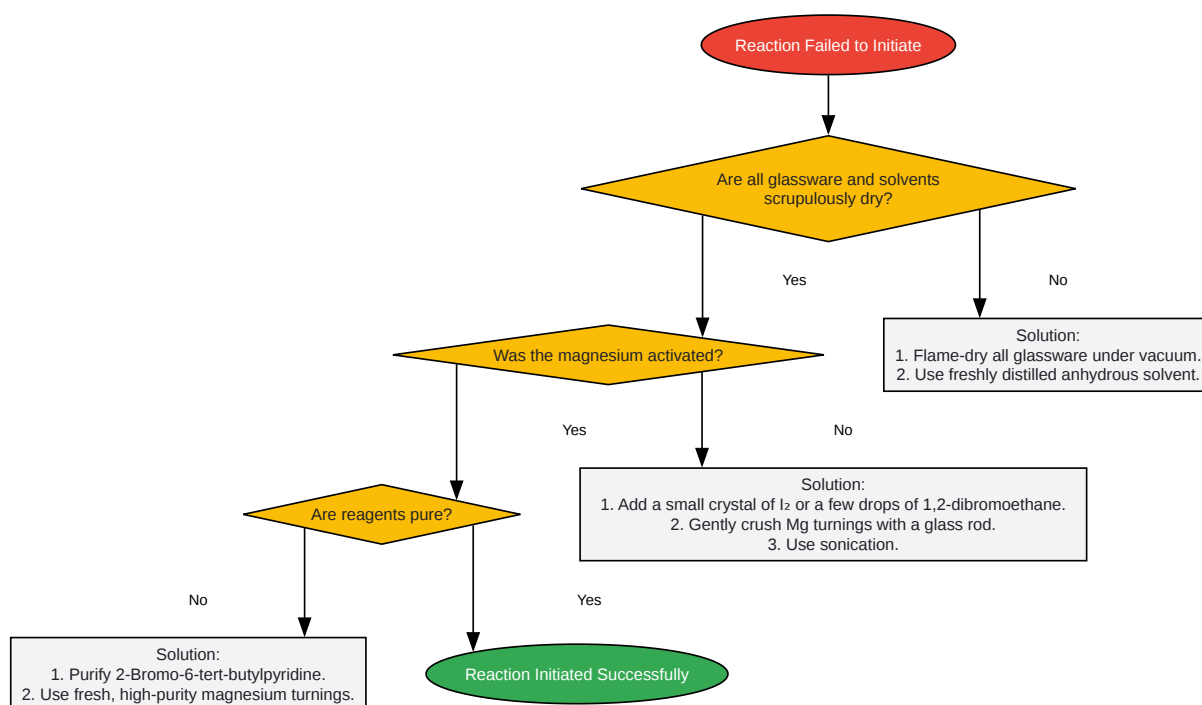 Reaction Failed to Initiate
Are all glassware and solvents
scrupulously dry?
Yes
No
Solution:
1. Flame-dry all glassware under vacuum.
2. Use freshly distilled anhydrous solvent.
Was the magnesium activated?
Yes
No
Solution:
1. Add a small crystal of I₂ or a few drops of 1,2-dibromoethane.
2. Gently crush Mg turnings with a glass rod.
3. Use sonication.
Are reagents pure?
No
Yes
Solution:
1. Purify 2-Bromo-6-tert-butylpyridine.
2. Use fresh, high-purity magnesium turnings.
Reaction Initiated Successfully